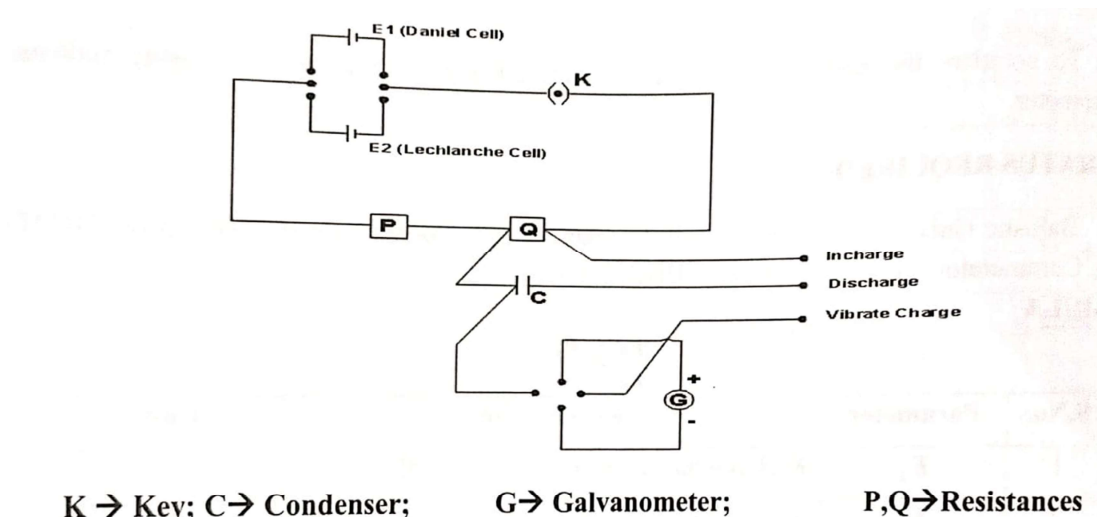 E1 (Daniel Cell)
K
E2 (Lechlanche Cell)
P
Q
Incharge
C
Discharge
Vibrate Charge
+
G
-
K → Key; C→ Condenser; G→ Galvanometer; P,Q→Resistances